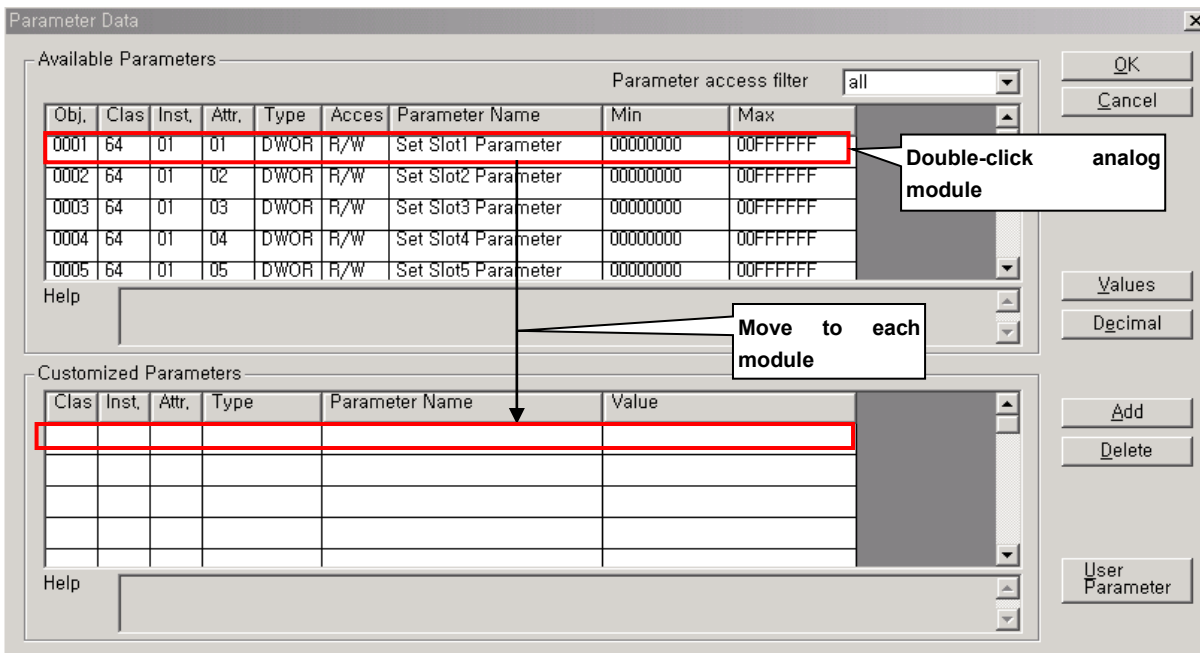 Parameter Data
Available Parameters
Parameter access filter all
Obj. Clas Inst. Attr. Type Acces Parameter Name Min Max
0001 64 01 01 DWOR R/W Set Slot1 Parameter 00000000 00FFFFFF
0002 64 01 02 DWOR R/W Set Slot2 Parameter 00000000 00FFFFFF
0003 64 01 03 DWOR R/W Set Slot3 Parameter 00000000 00FFFFFF
0004 64 01 04 DWOR R/W Set Slot4 Parameter 00000000 00FFFFFF
0005 64 01 05 DWOR R/W Set Slot5 Parameter 00000000 00FFFFFF
Help
Double-click analog
module
Move to each
module
Customized Parameters
Clas Inst. Attr. Type Parameter Name Value
Help
OK
Cancel
Values
Decimal
Add
Delete
User
Parameter